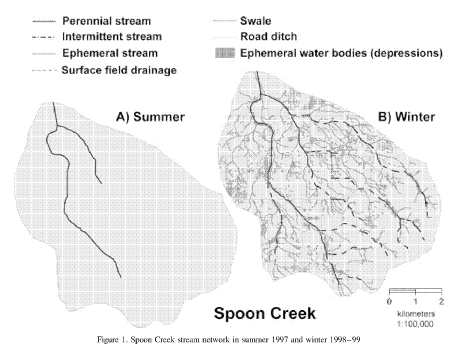 Perennial stream
Intermittent stream
Ephemeral stream
Surface field drainage
Swale
Road ditch
Ephemeral water bodies (depressions)
A) Summer
B) Winter
Spoon Creek
0 1 2
kilometers
1:100,000
Figure 1. Spoon Creek stream network in summer 1997 and winter 1998–99